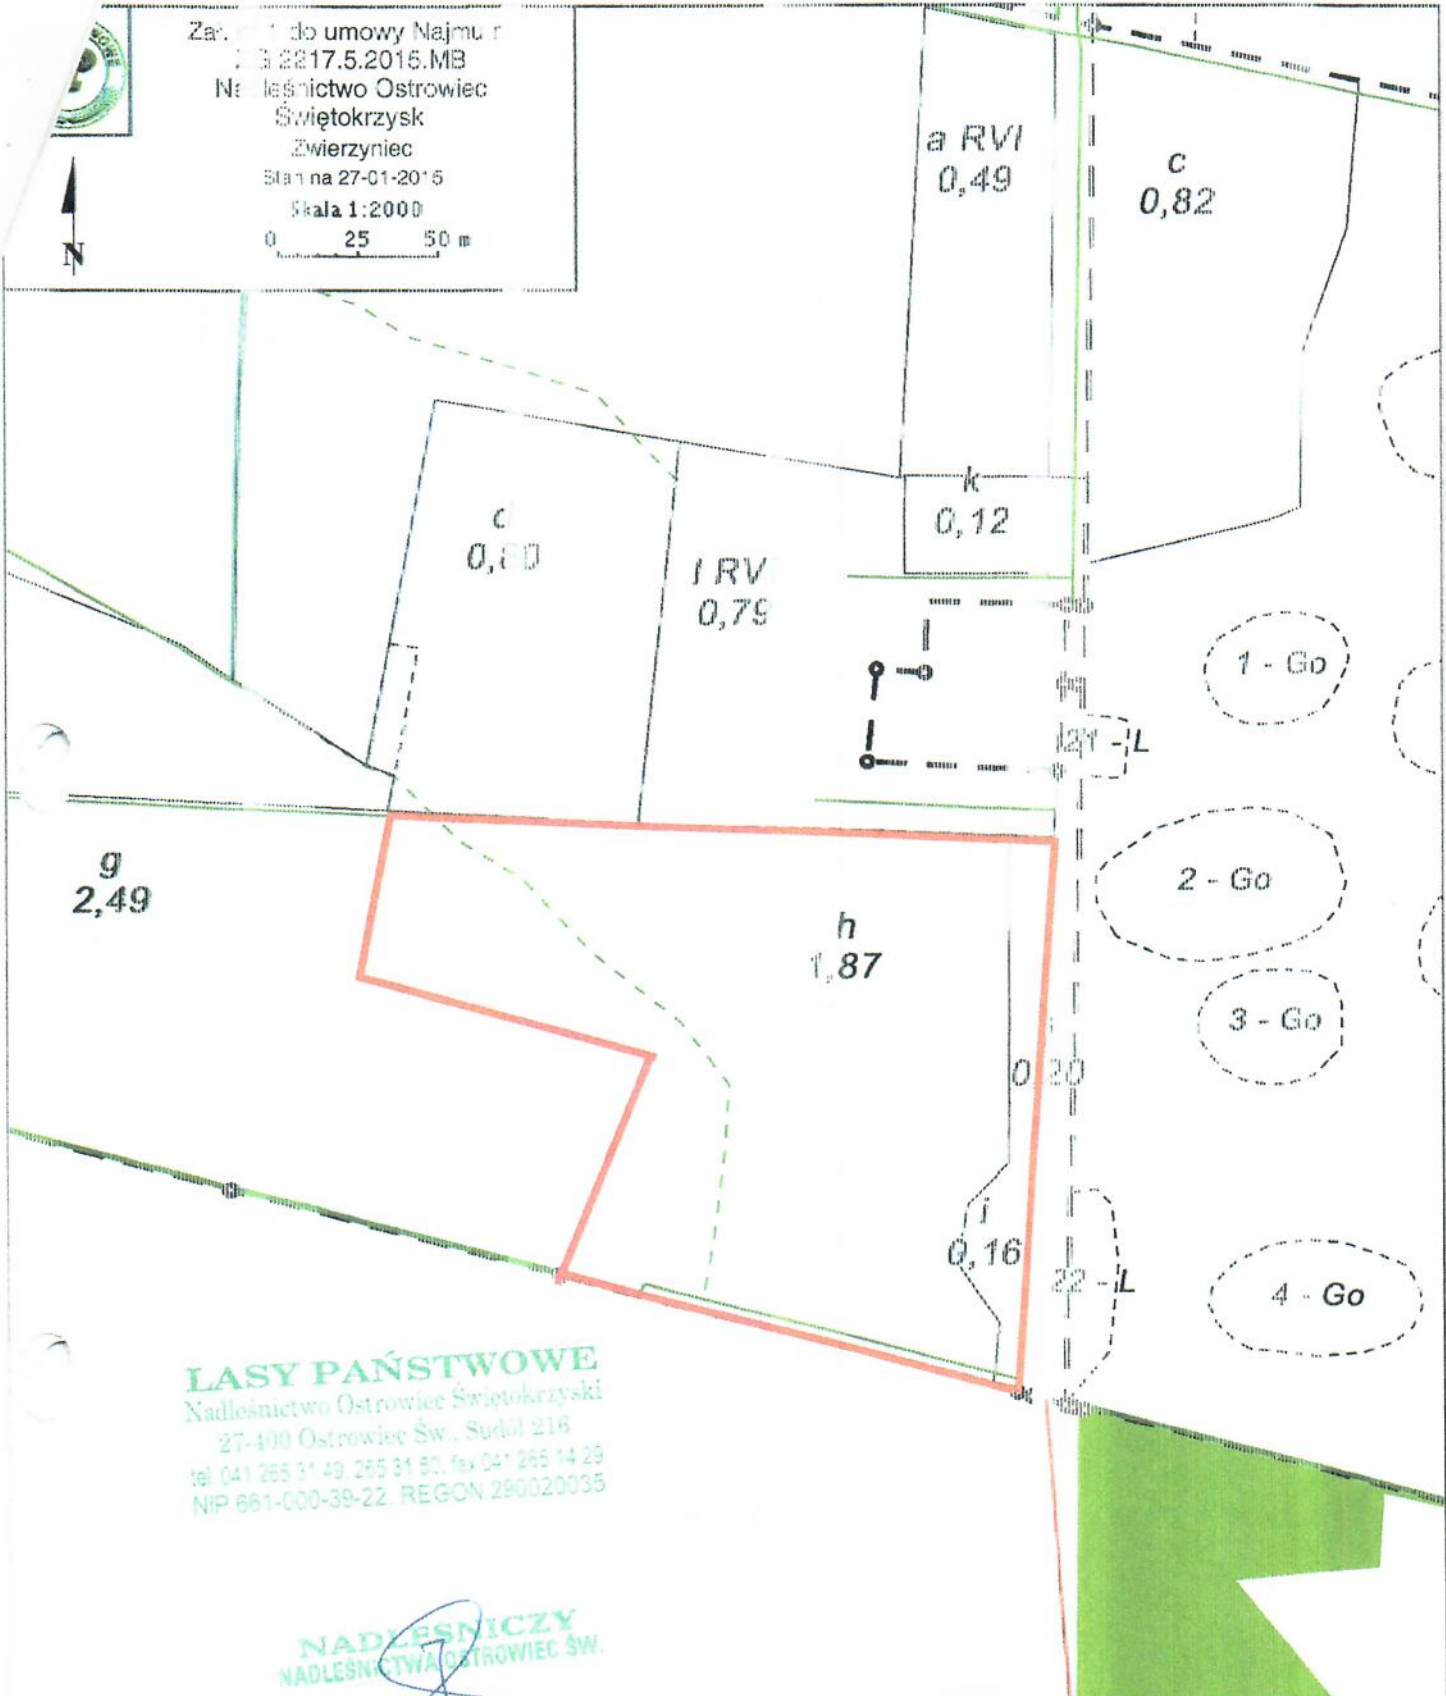 do umowy Najmu
2217.5.2015.MB
Nadleśnictwo Ostrowiec
Świętokrzysk
Zwierzyniec
Stan na 27-01-2015
Skala 1:2000
0 25 50 m
N
a RVI
0,49
c
0,82
k
0,12
d
0,80
l RV
0,79
1 - Go
21 - L
g
2,49
2 - Go
h
1,87
3 - Go
0,20
i
0,16
22 - L
4 - Go
LASY PAŃSTWOWE
Nadleśnictwo Ostrowiec Świętokrzyski
27-400 Ostrowiec Św., Sudół 216
tel. 041 265 31 49, 265 31 50, fax 041 265 14 29
NIP 661-000-39-22, REGON 290020035
NADLEŚNICZY
NADLEŚNICTWA OSTROWIEC ŚW.